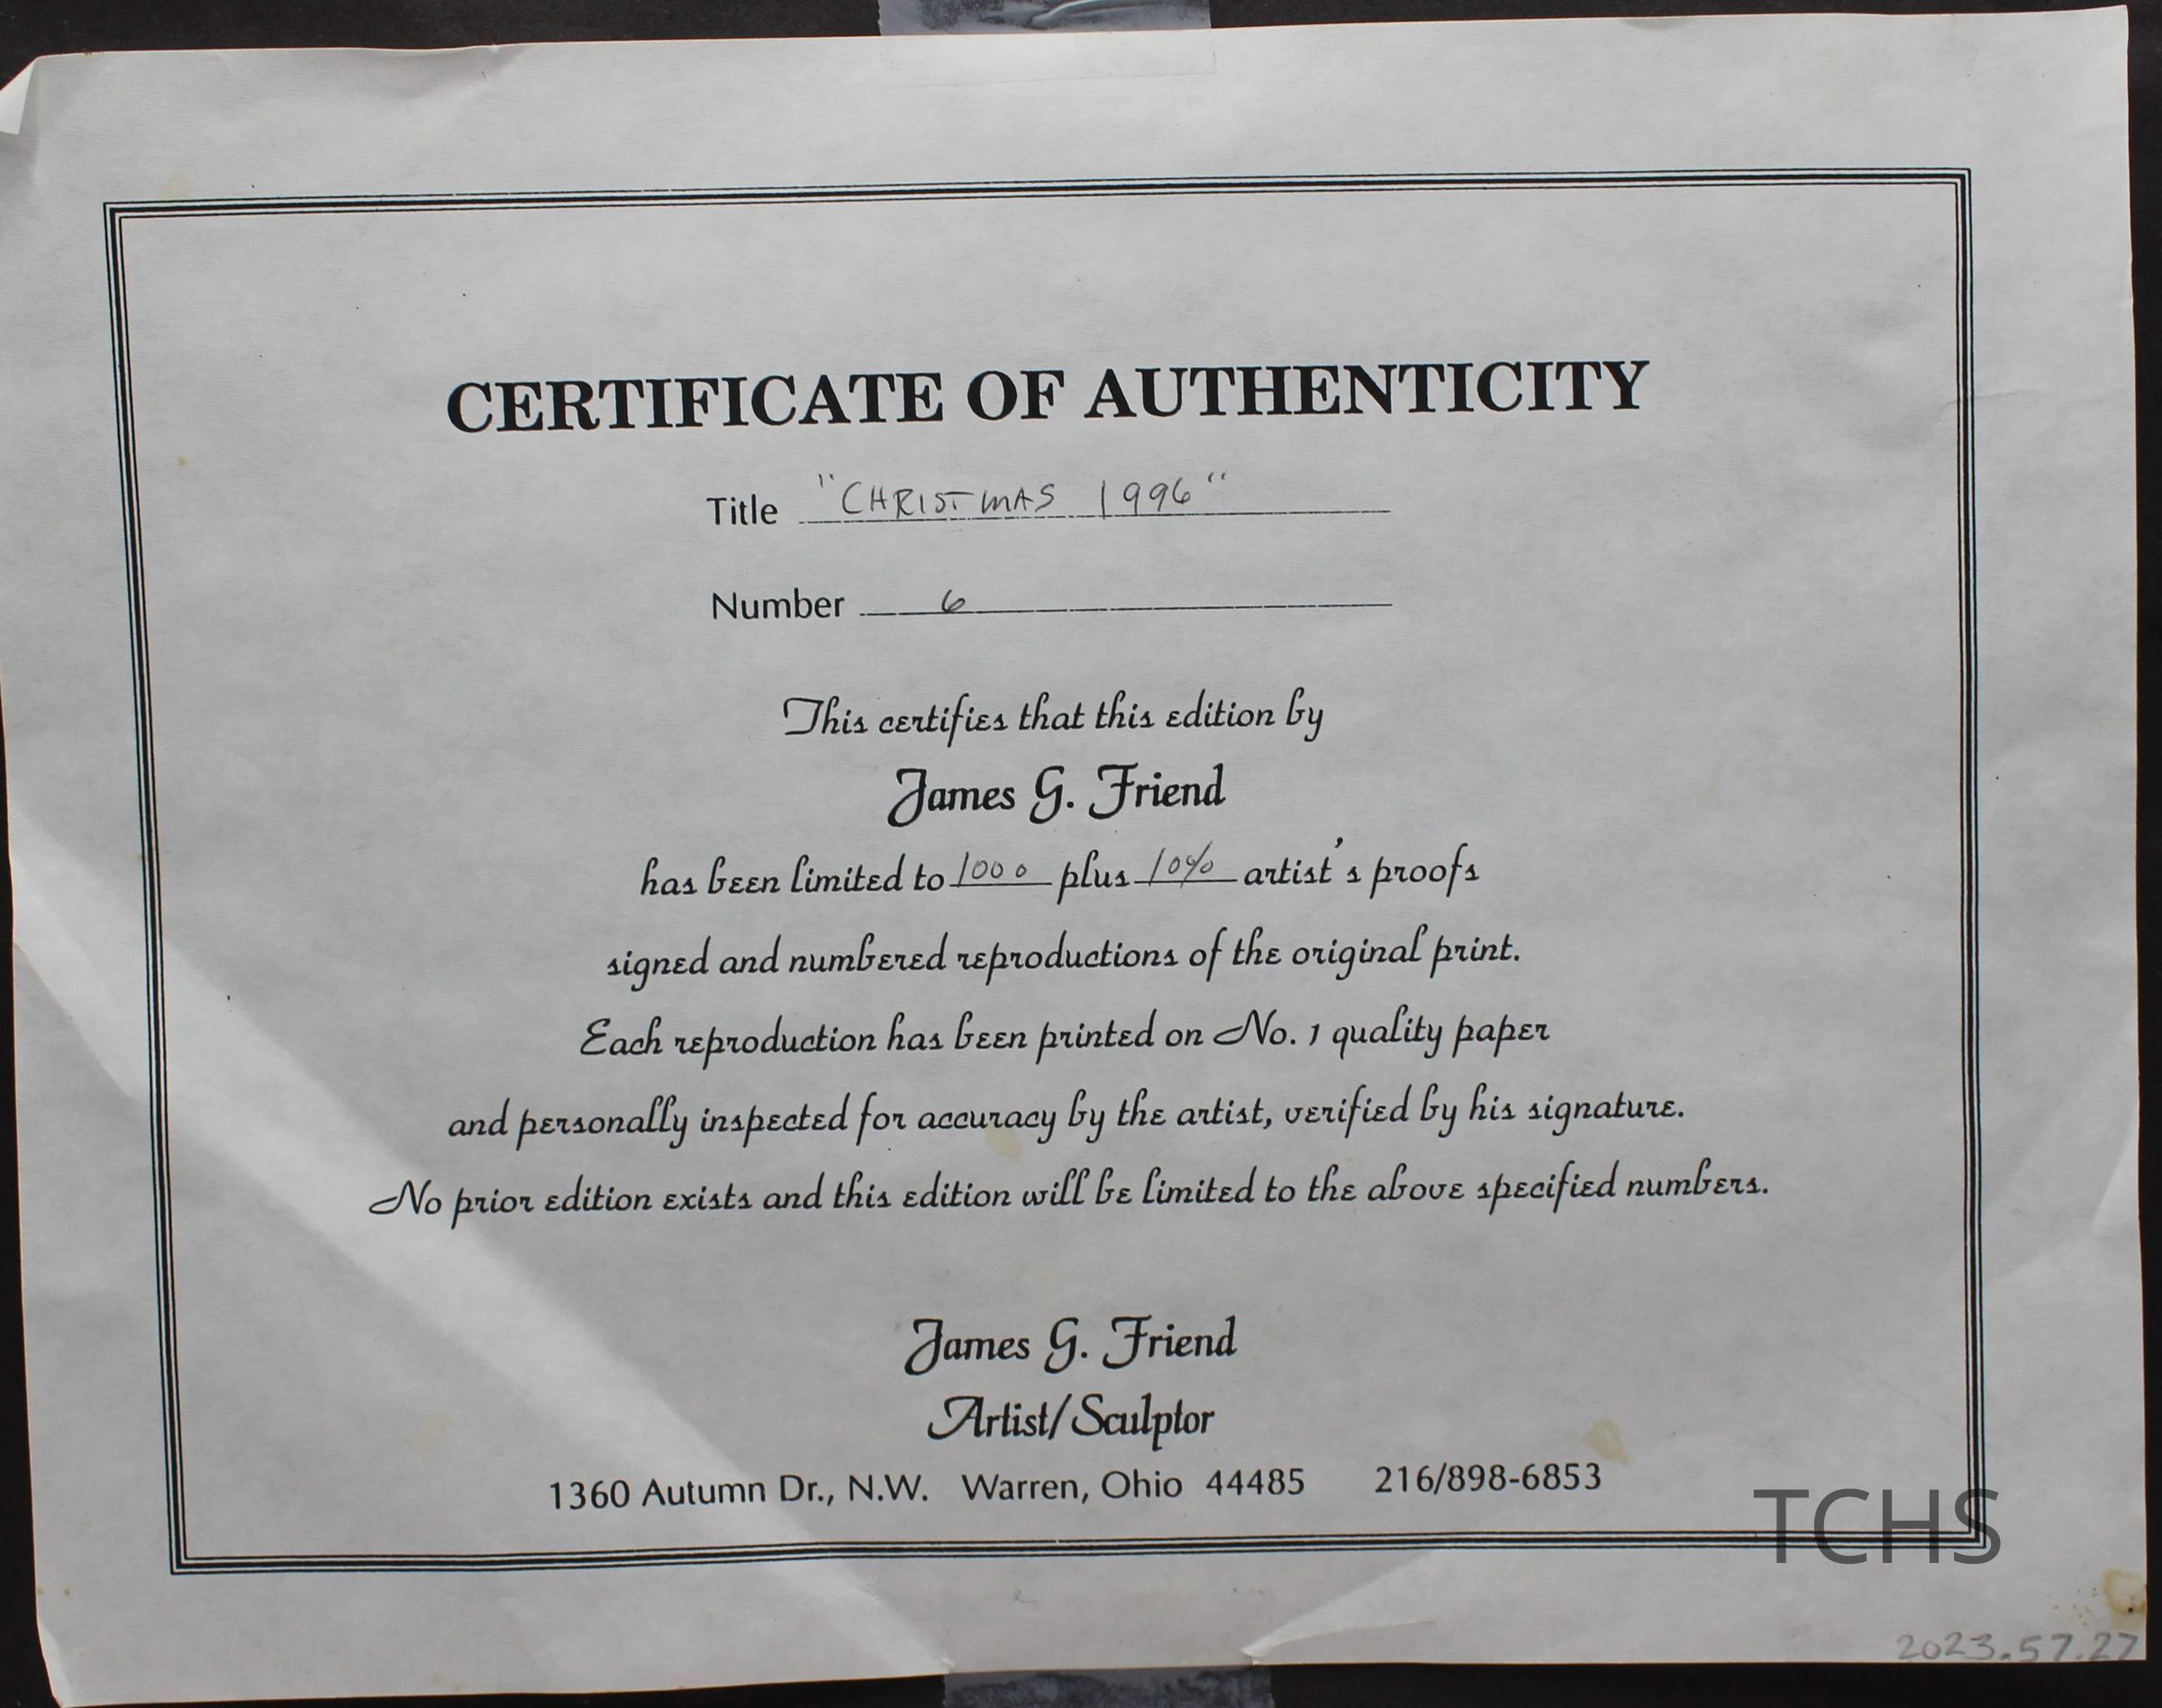 CERTIFICATE OF AUTHENTICITY
Title "CHRISTMAS 1996"
Number 6
This certifies that this edition by
James G. Friend
has been limited to 1000 plus 10% artist's proofs
signed and numbered reproductions of the original print.
Each reproduction has been printed on No. 1 quality paper
and personally inspected for accuracy by the artist, verified by his signature.
No prior edition exists and this edition will be limited to the above specified numbers.
James G. Friend
Artist/Sculptor
1360 Autumn Dr., N.W. Warren, Ohio 44485 216/898-6853
TCHS
2023.57.27